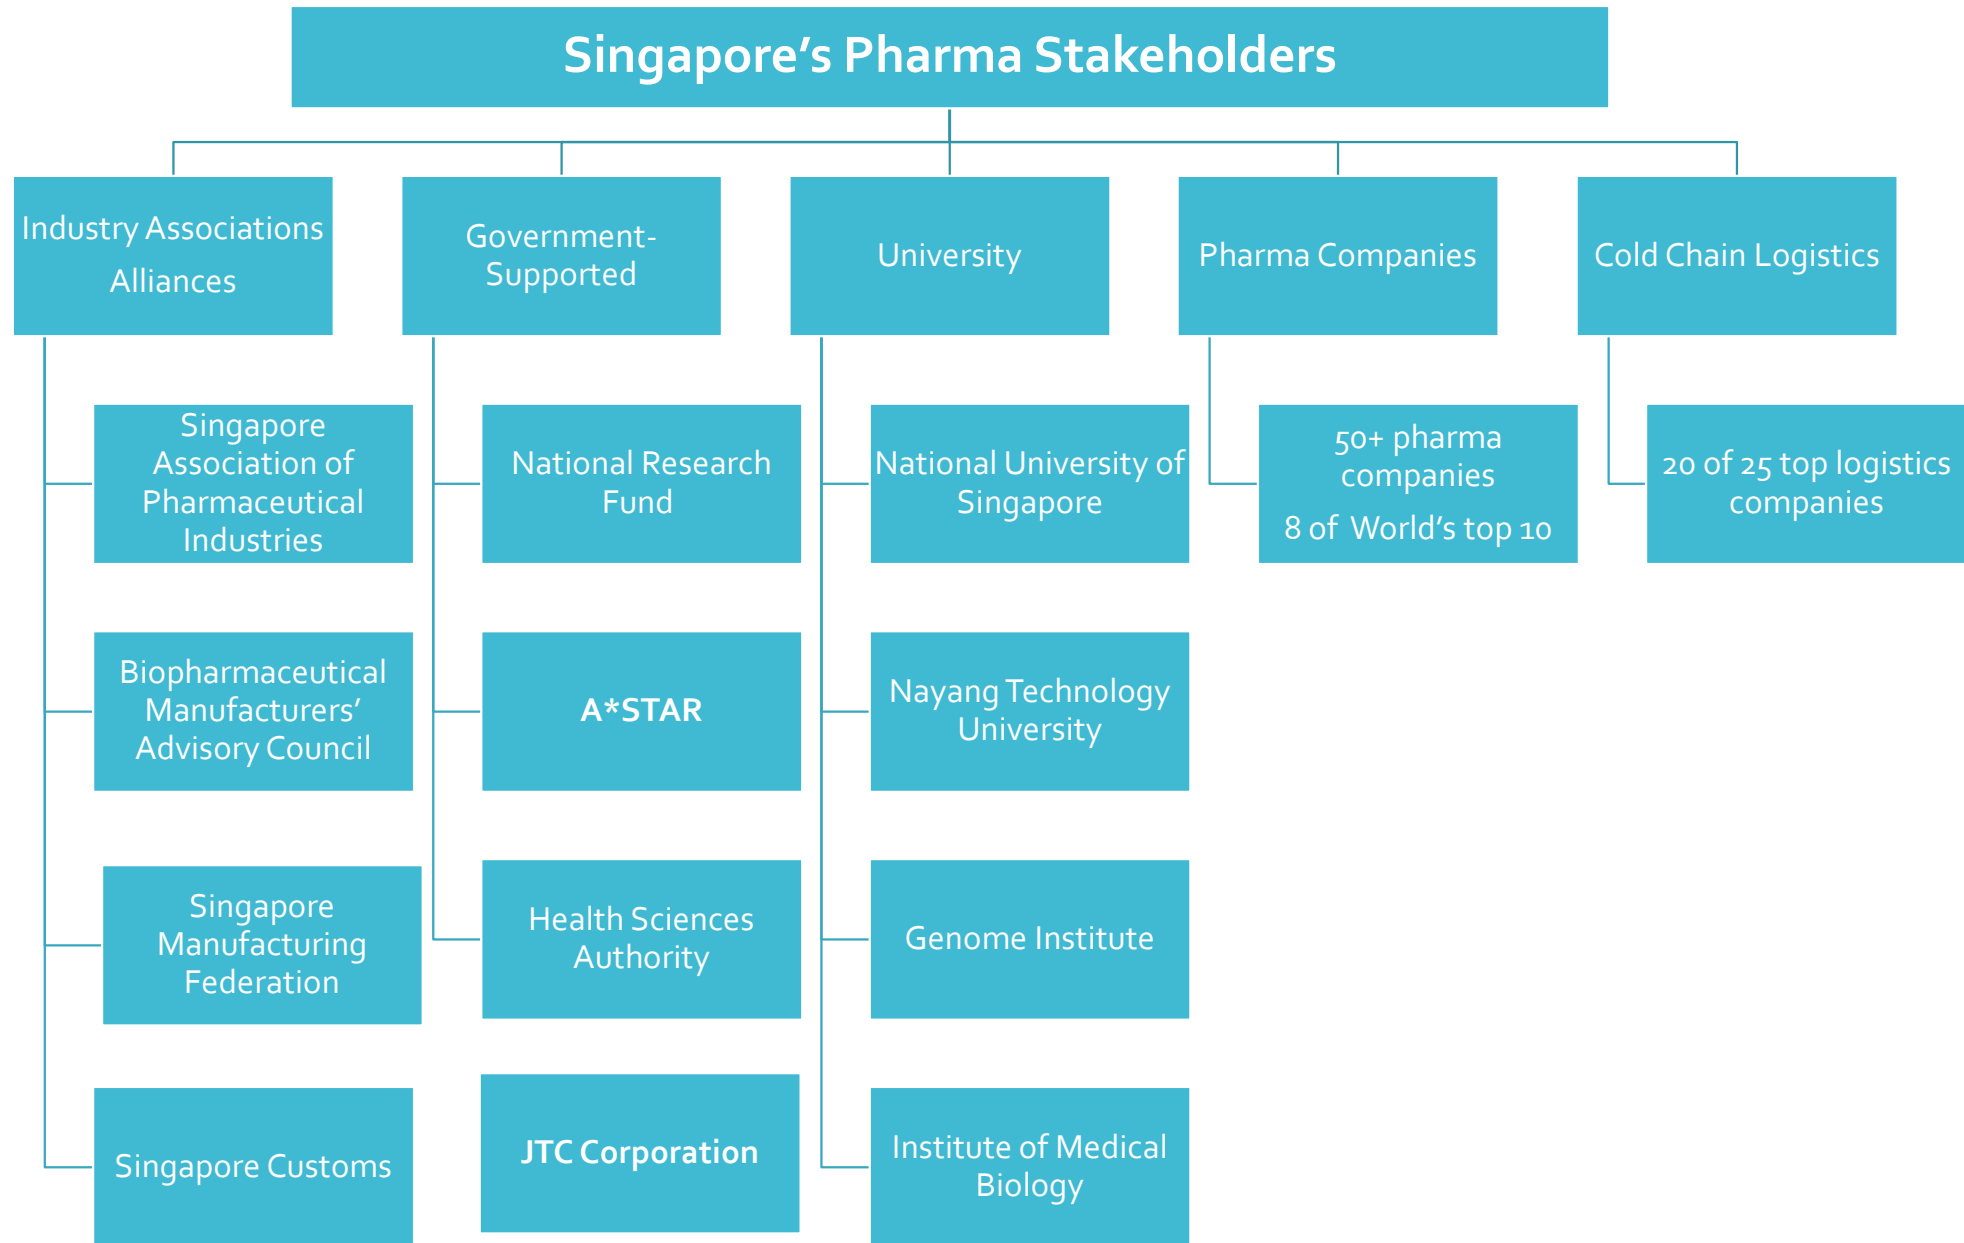 Singapore’s Pharma Stakeholders
Industry Associations
Alliances
Government-
Supported
University
Pharma Companies
Cold Chain Logistics
Singapore
Association of
Pharmaceutical
Industries
National Research
Fund
National University of
Singapore
50+ pharma
companies
8 of World’s top 10
20 of 25 top logistics
companies
Biopharmaceutical
Manufacturers’
Advisory Council
A*STAR
Nayang Technology
University
Singapore
Manufacturing
Federation
Health Sciences
Authority
Genome Institute
Singapore Customs
JTC Corporation
Institute of Medical
Biology